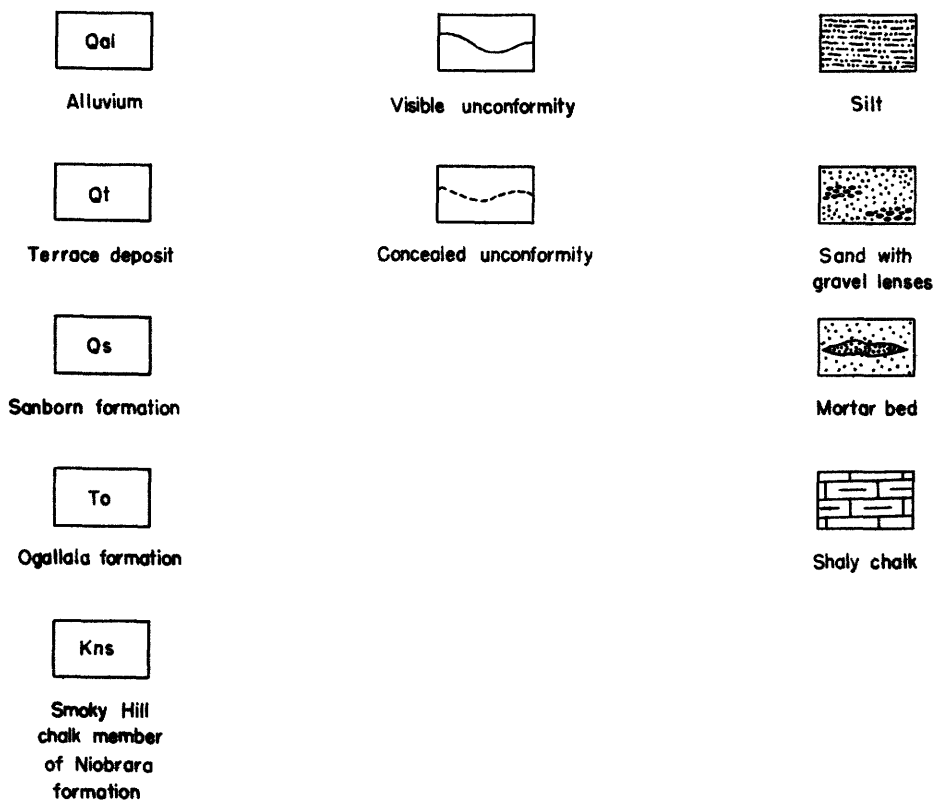 Qal
Alluvium
Visible unconformity
Silt
Qt
Terrace deposit
Concealed unconformity
Sand with
gravel lenses
Qs
Sanborn formation
Mortar bed
To
Ogallala formation
Shaly chalk
Kns
Smoky Hill
chalk member
of Niobrara
formation